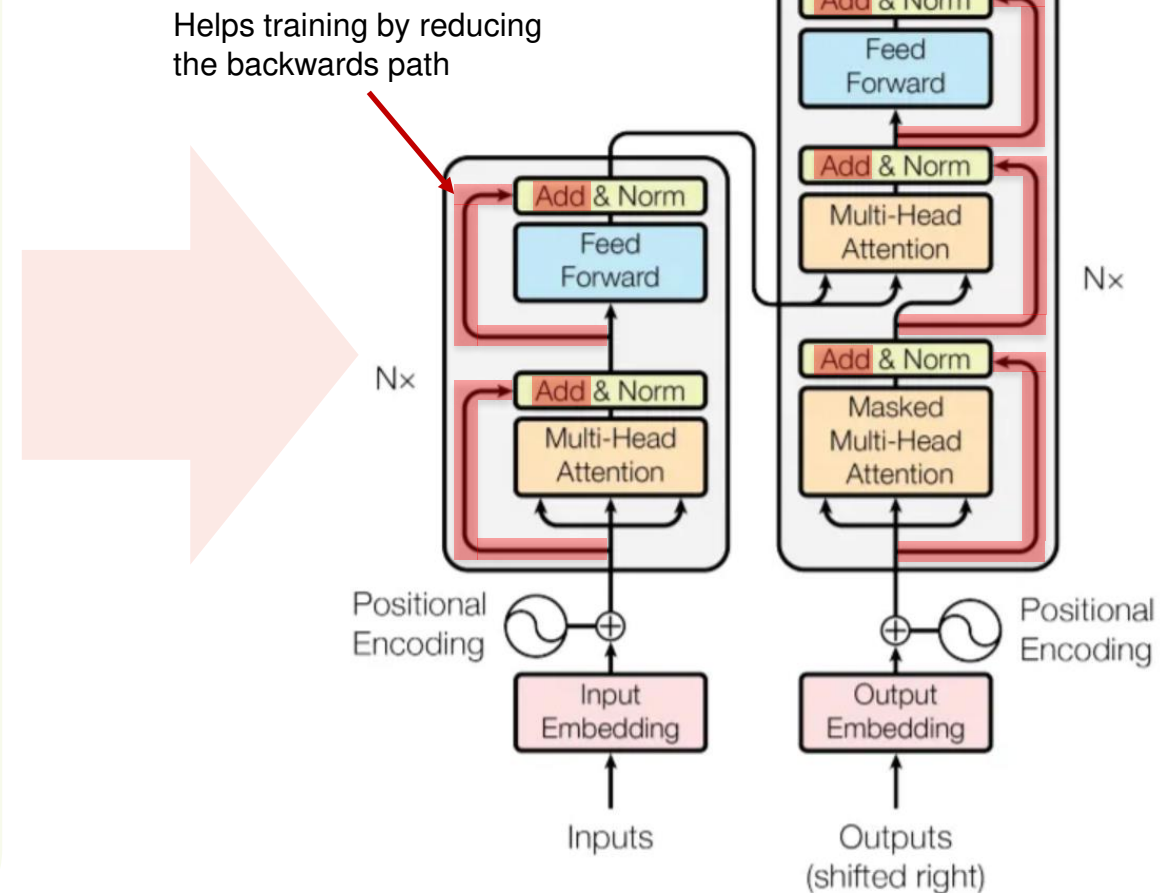 Helps training by reducing
the backwards path
Add & Norm
Feed
Forward
Add & Norm
Multi-Head
Attention
Nx
Add & Norm
Masked
Multi-Head
Attention
Add & Norm
Feed
Forward
Nx
Add & Norm
Multi-Head
Attention
Positional
Encoding
Positional
Encoding
Input
Embedding
Output
Embedding
Inputs
Outputs
(shifted right)